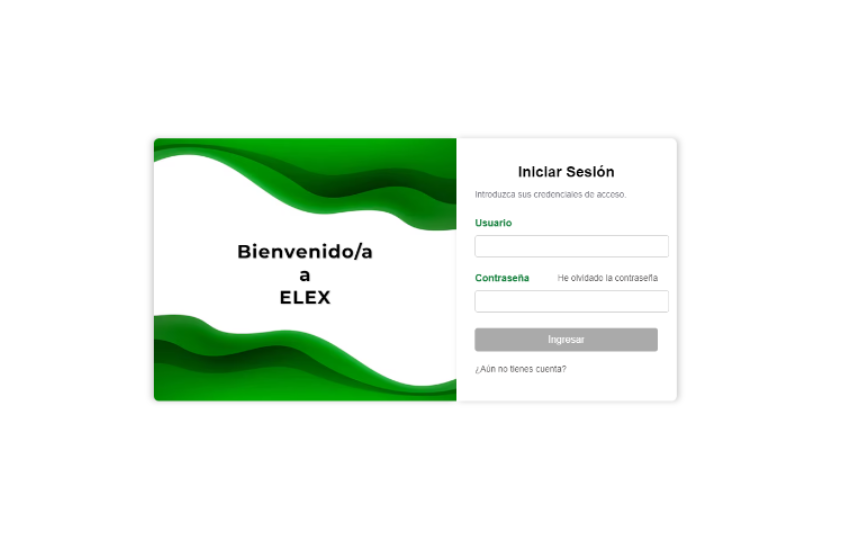 Bienvenido/a
a
ELEX
Iniciar Sesión
Introduzca sus credenciales de acceso.
Usuario
Contraseña He olvidado la contraseña
Ingresar
¿Aún no tienes cuenta?